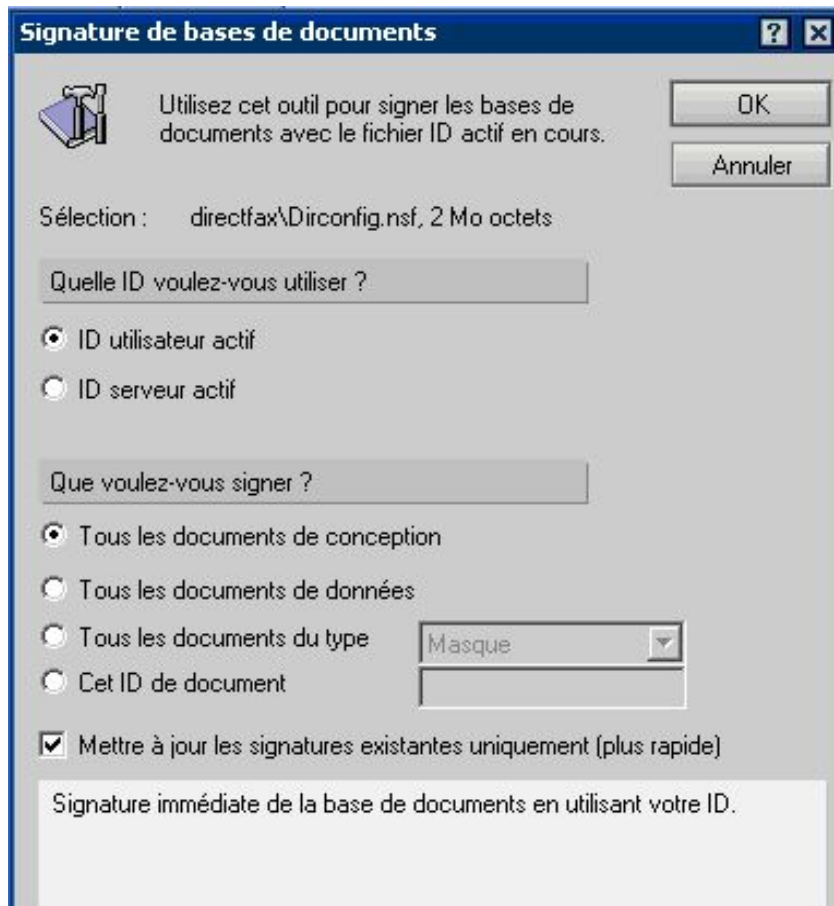 Signature de bases de documents
Utilisez cet outil pour signer les bases de
documents avec le fichier ID actif en cours.
OK
Annuler
Sélection : directfax\Dirconfig.nsf, 2 Mo octets
Quelle ID voulez-vous utiliser ?
ID utilisateur actif
ID serveur actif
Que voulez-vous signer ?
Tous les documents de conception
Tous les documents de données
Tous les documents du type Masque
Cet ID de document
Mettre à jour les signatures existantes uniquement (plus rapide)
Signature immédiate de la base de documents en utilisant votre ID.